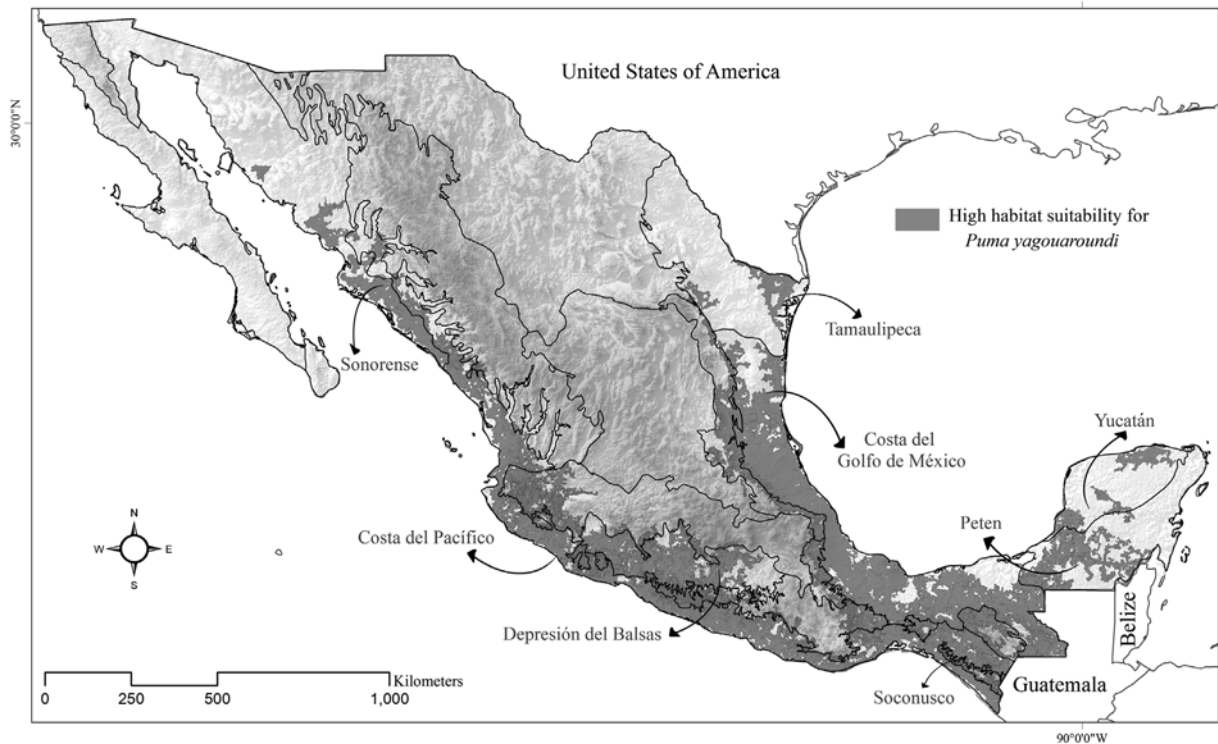 United States of America
30°0'0"N
High habitat suitability for
Puma yagouaroundi
Tamaulipeca
Sonorense
Costa del
Golfo de México
Yucatán
Peten
N
W
E
S
Costa del Pacífico
Depresión del Balsas
Belize
Kilometers
0
250
500
1,000
Soconusco
Guatemala
90°0'0"W